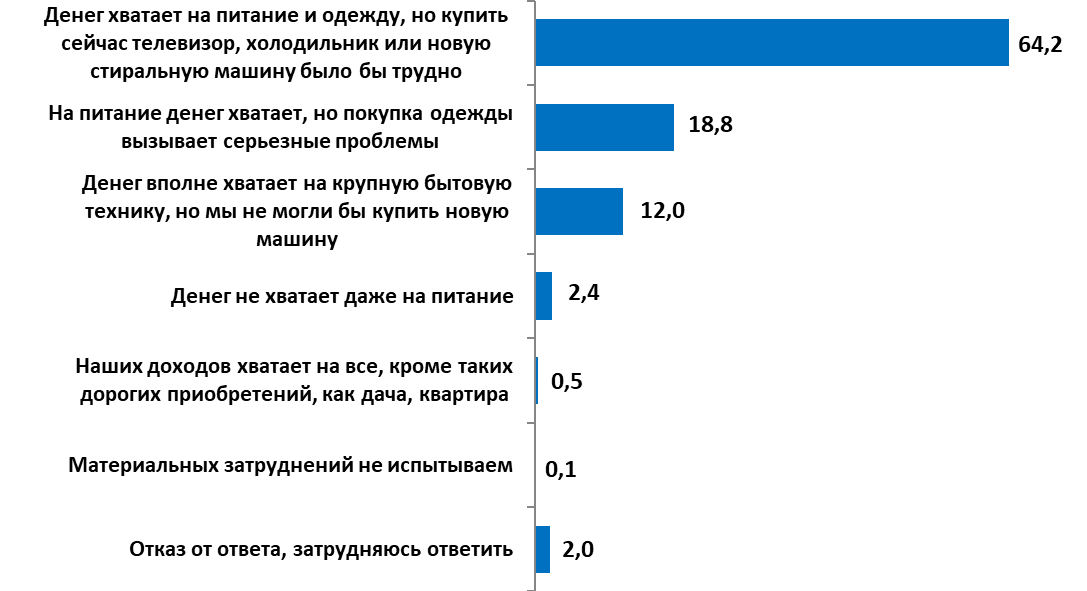 Денег хватает на питание и одежду, но купить
сейчас телевизор, холодильник или новую
стиральную машину было бы трудно
64,2
На питание денег хватает, но покупка одежды
вызывает серьезные проблемы
18,8
Денег вполне хватает на крупную бытовую
технику, но мы не могли бы купить новую
машину
12,0
Денег не хватает даже на питание
2,4
Наших доходов хватает на все, кроме таких
дорогих приобретений, как дача, квартира
0,5
Материальных затруднений не испытываем
0,1
Отказ от ответа, затрудняюсь ответить
2,0